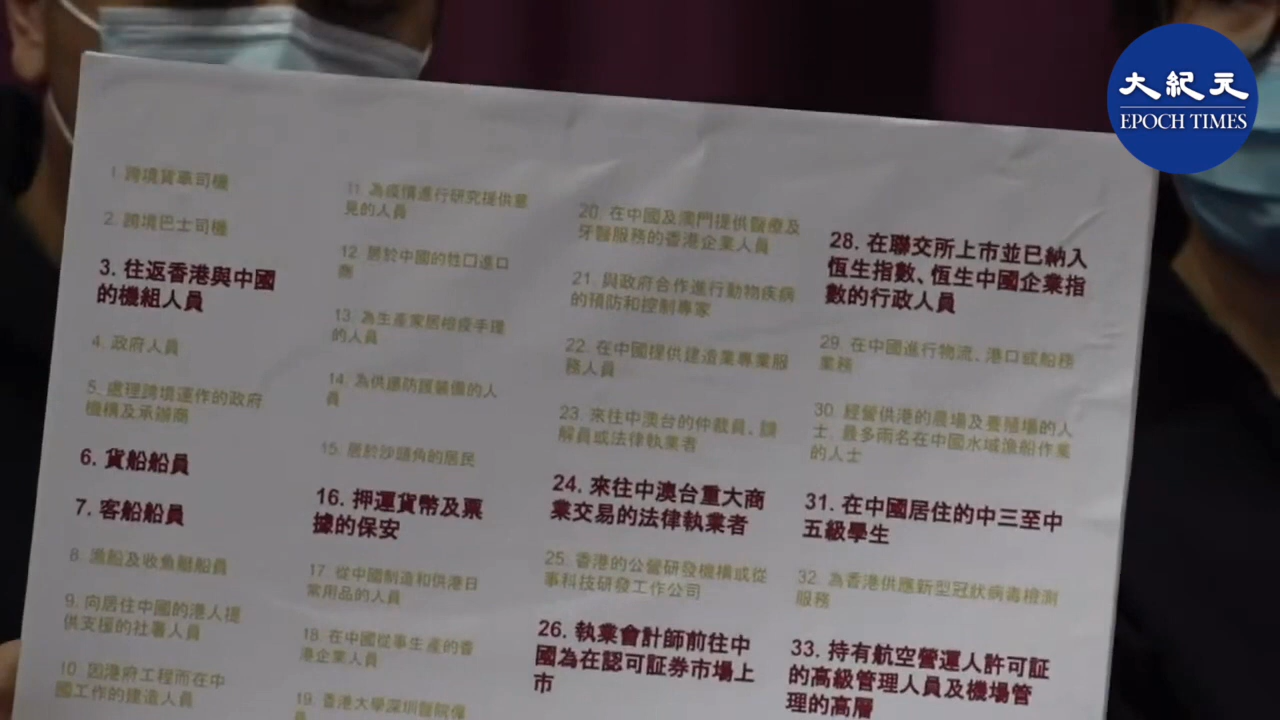 大紀元
EPOCH TIMES
1. 跨境貨車司機
2. 跨境巴士司機
3. 往返香港與中國
的機組人員
4. 政府人員
5. 處理跨境運作的政府
機構及承辦商
6. 貨船船員
7. 客船船員
8. 漁船及收魚艇船員
9. 向居住中國的港人提
供支援的社署人員
10. 因港府工程而在中
國工作的建造人員
11. 為疫情進行研究提供意
見的人員
12. 居於中國的牲口進口
商
13. 為生產家居檢疫手環
的人員
14. 為供應防護裝備的人
員
15. 居於沙頭角的居民
16. 押運貨幣及票
據的保安
17. 從中國制造和供港日
常用品的人員
18. 在中國從事生產的香
港企業人員
19. 香港大學深圳醫院僱
員
20. 在中國及澳門提供醫療及
牙醫服務的香港企業人員
21. 與政府合作進行動物疾病
的預防和控制專家
22. 在中國提供建造業專業服
務人員
23. 來往中澳台的仲裁員、調
解員或法律執業者
24. 來往中澳台重大商
業交易的法律執業者
25. 香港的公營研發機構或從
事科技研發工作公司
26. 執業會計師前往中
國為在認可証券市場上
市
28. 在聯交所上市並已納入
恆生指數、恆生中國企業指
數的行政人員
29. 在中國進行物流、港口或船務
業務
30. 經營供港的農場及養殖場的人
士, 最多兩名在中國水域漁船作業
的人士
31. 在中國居住的中三至中
五級學生
32. 為香港供應新型冠狀病毒檢測
服務
33. 持有航空營運人許可証
的高級管理人員及機場管
理的高層